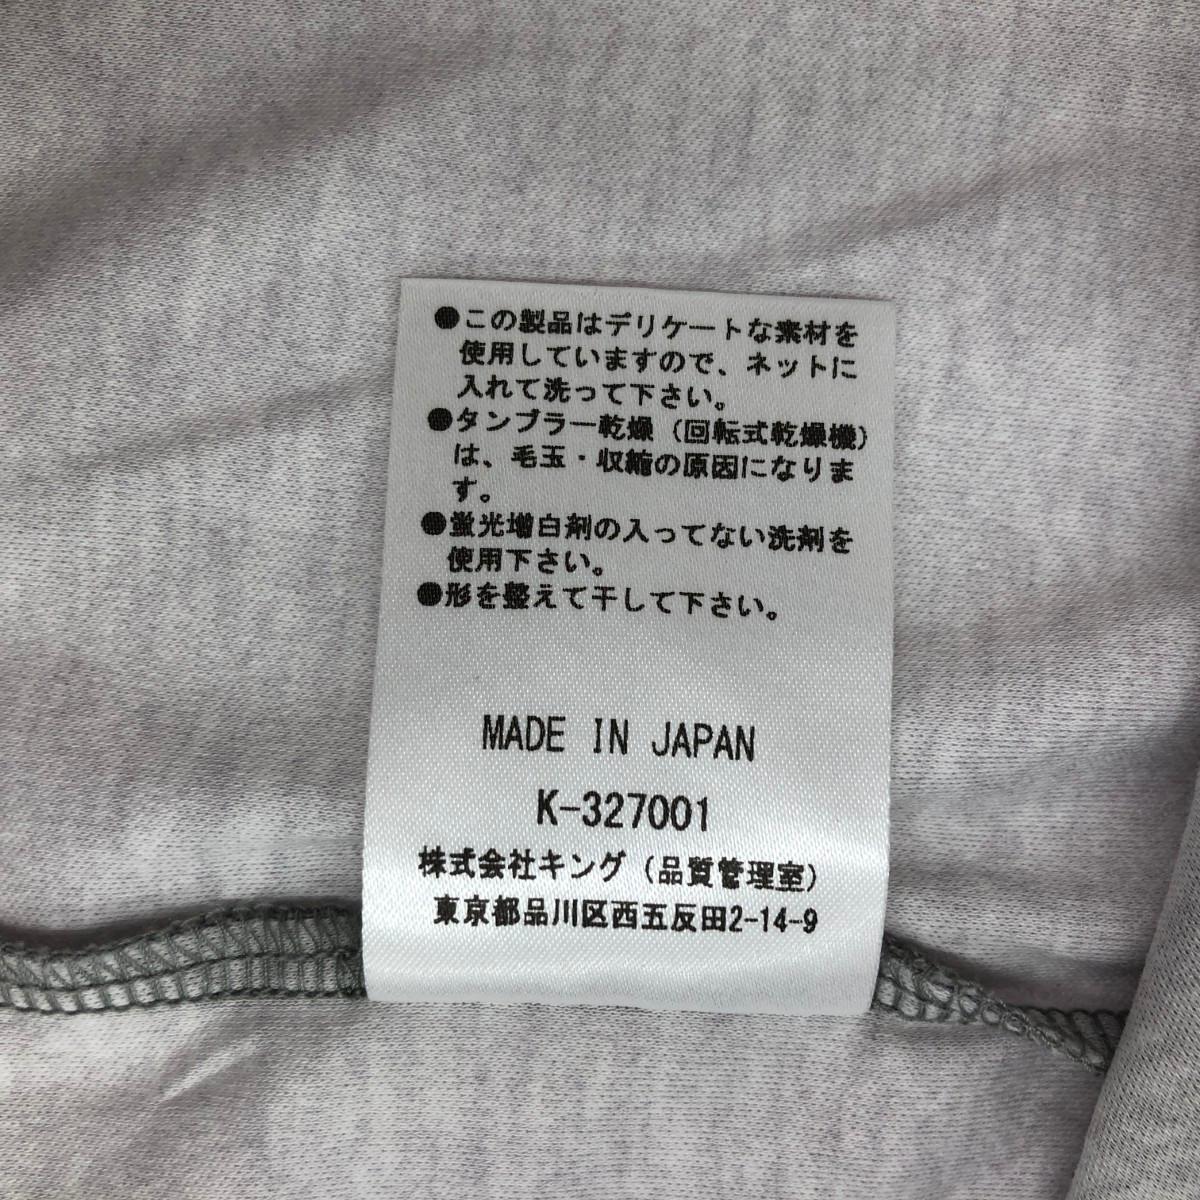 ●この製品はデリケートな素材を
使用していますので、ネットに
入れて洗って下さい。
●タンブラー乾燥(回転式乾燥機)
は、毛玉・収縮の原因になりま
す。
●蛍光増白剤の入ってない洗剤を
使用下さい。
●形を整えて干して下さい。
MADE IN JAPAN
K-327001
株式会社キング(品質管理室)
東京都品川区西五反田2-14-9